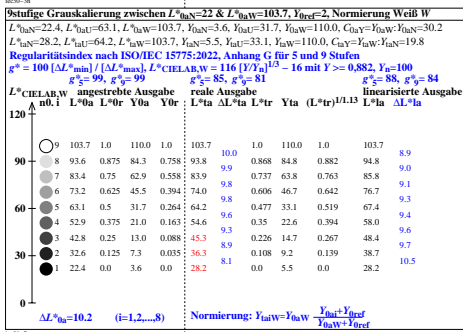 9stufige Grauskalierung zwischen L*0aN=22 & L*0aW=103.7, Y0ref=2, Normierung Weiß W
L*0aN=22.4, L*0aU=63.1, L*0aW=103.7, Y0aN=3.6, Y0aU=31.7, Y0aW=110.0, C0aY=Y0aW:Y0aN=30.2
L*taN=28.2, L*taU=64.2, L*taW=103.7, YtaN=5.5, YtaU=33.1, YtaW=110.0, CtaY=YtaW:YtaN=19.8
Regularitätsindex nach ISO/IEC 15775:2022, Anhang G für 5 und 9 Stufen
g* = 100 [ΔL*min] / [ΔL*max], L*CIELAB,W = 116 [Y/Yn]1/3 − 16 mit Y >= 0,882, Yn=100
g*5= 99, g*9= 99 g*5= 85, g*9= 81 g*5= 88, g*9= 84
L*CIELAB,W angestrebte Ausgabe reale Ausgabe linearisierte Ausgabe
n0. i L*0a L*0r Y0a Y0r L*ta ΔL*ta L*tr Yta (L*tr)1/1.13 L*la ΔL*la
120
9 103.7 1.0 110.0 1.0 103.7 1.0 110.0 1.0 103.7
10.0 8.9
8 93.6 0.875 84.3 0.758 93.8 0.868 84.8 0.882 94.8
90
9.9 9.0
7 83.4 0.75 62.9 0.558 83.9 0.737 63.8 0.763 85.8
9.8 9.1
6 73.2 0.625 45.5 0.394 74.0 0.606 46.7 0.642 76.7
9.8 9.3
60
5 63.1 0.5 31.7 0.264 64.2 0.477 33.1 0.519 67.4
9.6 9.4
4 52.9 0.375 21.0 0.163 54.6 0.35 22.6 0.394 58.0
9.3 9.6
3 42.8 0.25 13.0 0.088 45.3 0.226 14.7 0.267 48.4
8.9 9.7
2 32.6 0.125 7.3 0.035 36.3 0.108 9.2 0.139 38.7
30
8.1 10.5
1 22.4 0.0 3.6 0.0 28.2 0.0 5.5 0.0 28.2
0
ΔL*0a=10.2 (i=1,2,...,8) Normierung: YtaiW=Y0aW Y0ai+Y0ref
Y0aW+Y0ref